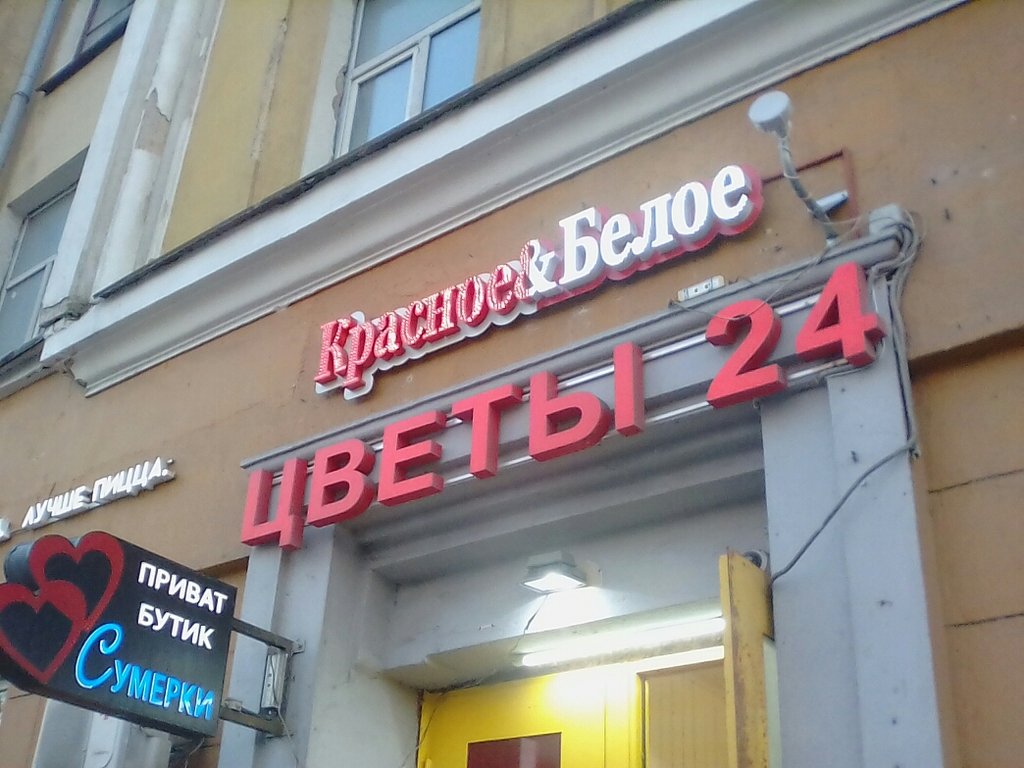 Красное&Белое
ЦВЕТЫ 24
ЛУЧШЕ ПИЦЦА.
ПРИВАТ
БУТИК
СУМЕРКИ